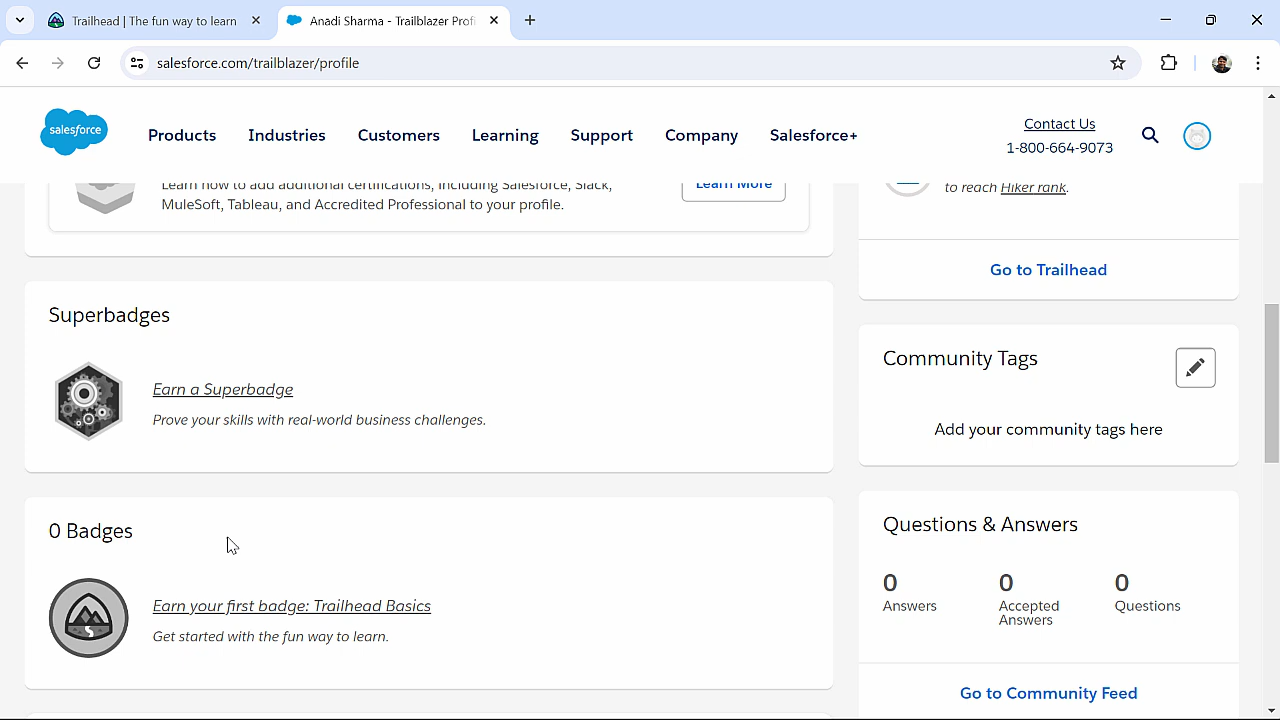 Trailhead | The fun way to learn
Anadi Sharma - Trailblazer Profi
salesforce.com/trailblazer/profile
salesforce
Products
Industries
Customers
Learning
Support
Company
Salesforce+
Contact Us
1-800-664-9073
Learn how to add additional certifications, including Salesforce, Slack,
MuleSoft, Tableau, and Accredited Professional to your profile.
Learn More
to reach Hiker rank.
Go to Trailhead
Superbadges
Earn a Superbadge
Prove your skills with real-world business challenges.
Community Tags
Add your community tags here
0 Badges
Earn your first badge: Trailhead Basics
Get started with the fun way to learn.
Questions & Answers
0
Answers
0
Accepted
Answers
0
Questions
Go to Community Feed